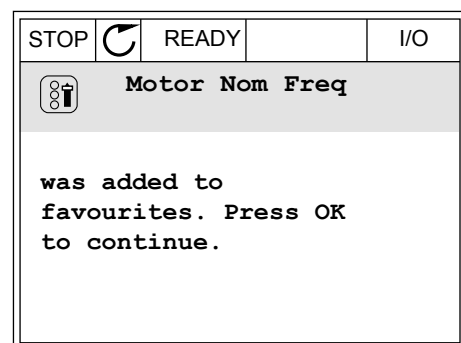 STOP READY I/O
Motor Nom Freq
was added to
favourites. Press OK
to continue.